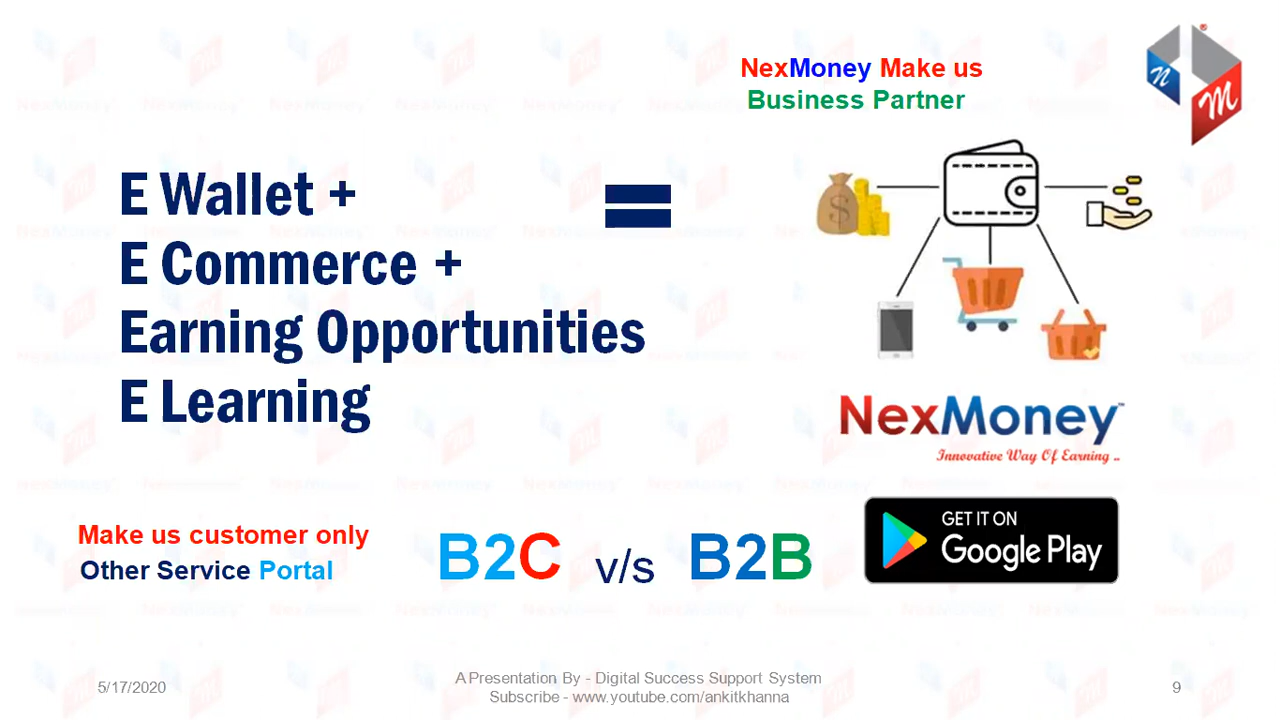 NexMoney Make us
Business Partner
®
n
m
E Wallet +
E Commerce +
Earning Opportunities
E Learning
=
$
NexMoney™
Innovative Way Of Earning ..
Make us customer only
Other Service Portal
B2C v/s B2B
GET IT ON
Google Play
5/17/2020
A Presentation By - Digital Success Support System
Subscribe - www.youtube.com/ankitkhanna
9